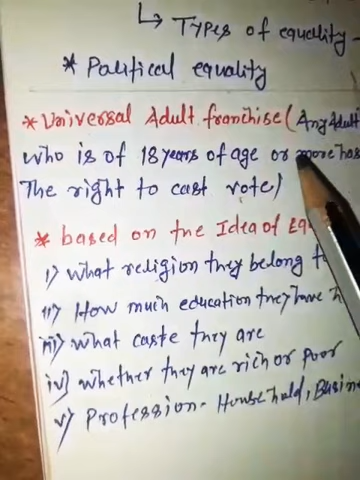 ↳ Types of equality -
* Political equality
* Universal Adult franchise (Any Adult
who is of 18 years of age or more has
The right to cast vote)
* based on the Idea of
i) what religion they belong
ii) How much education they have
iii) what caste they are
iv) whether they are rich or poor
v) Profession - Household,